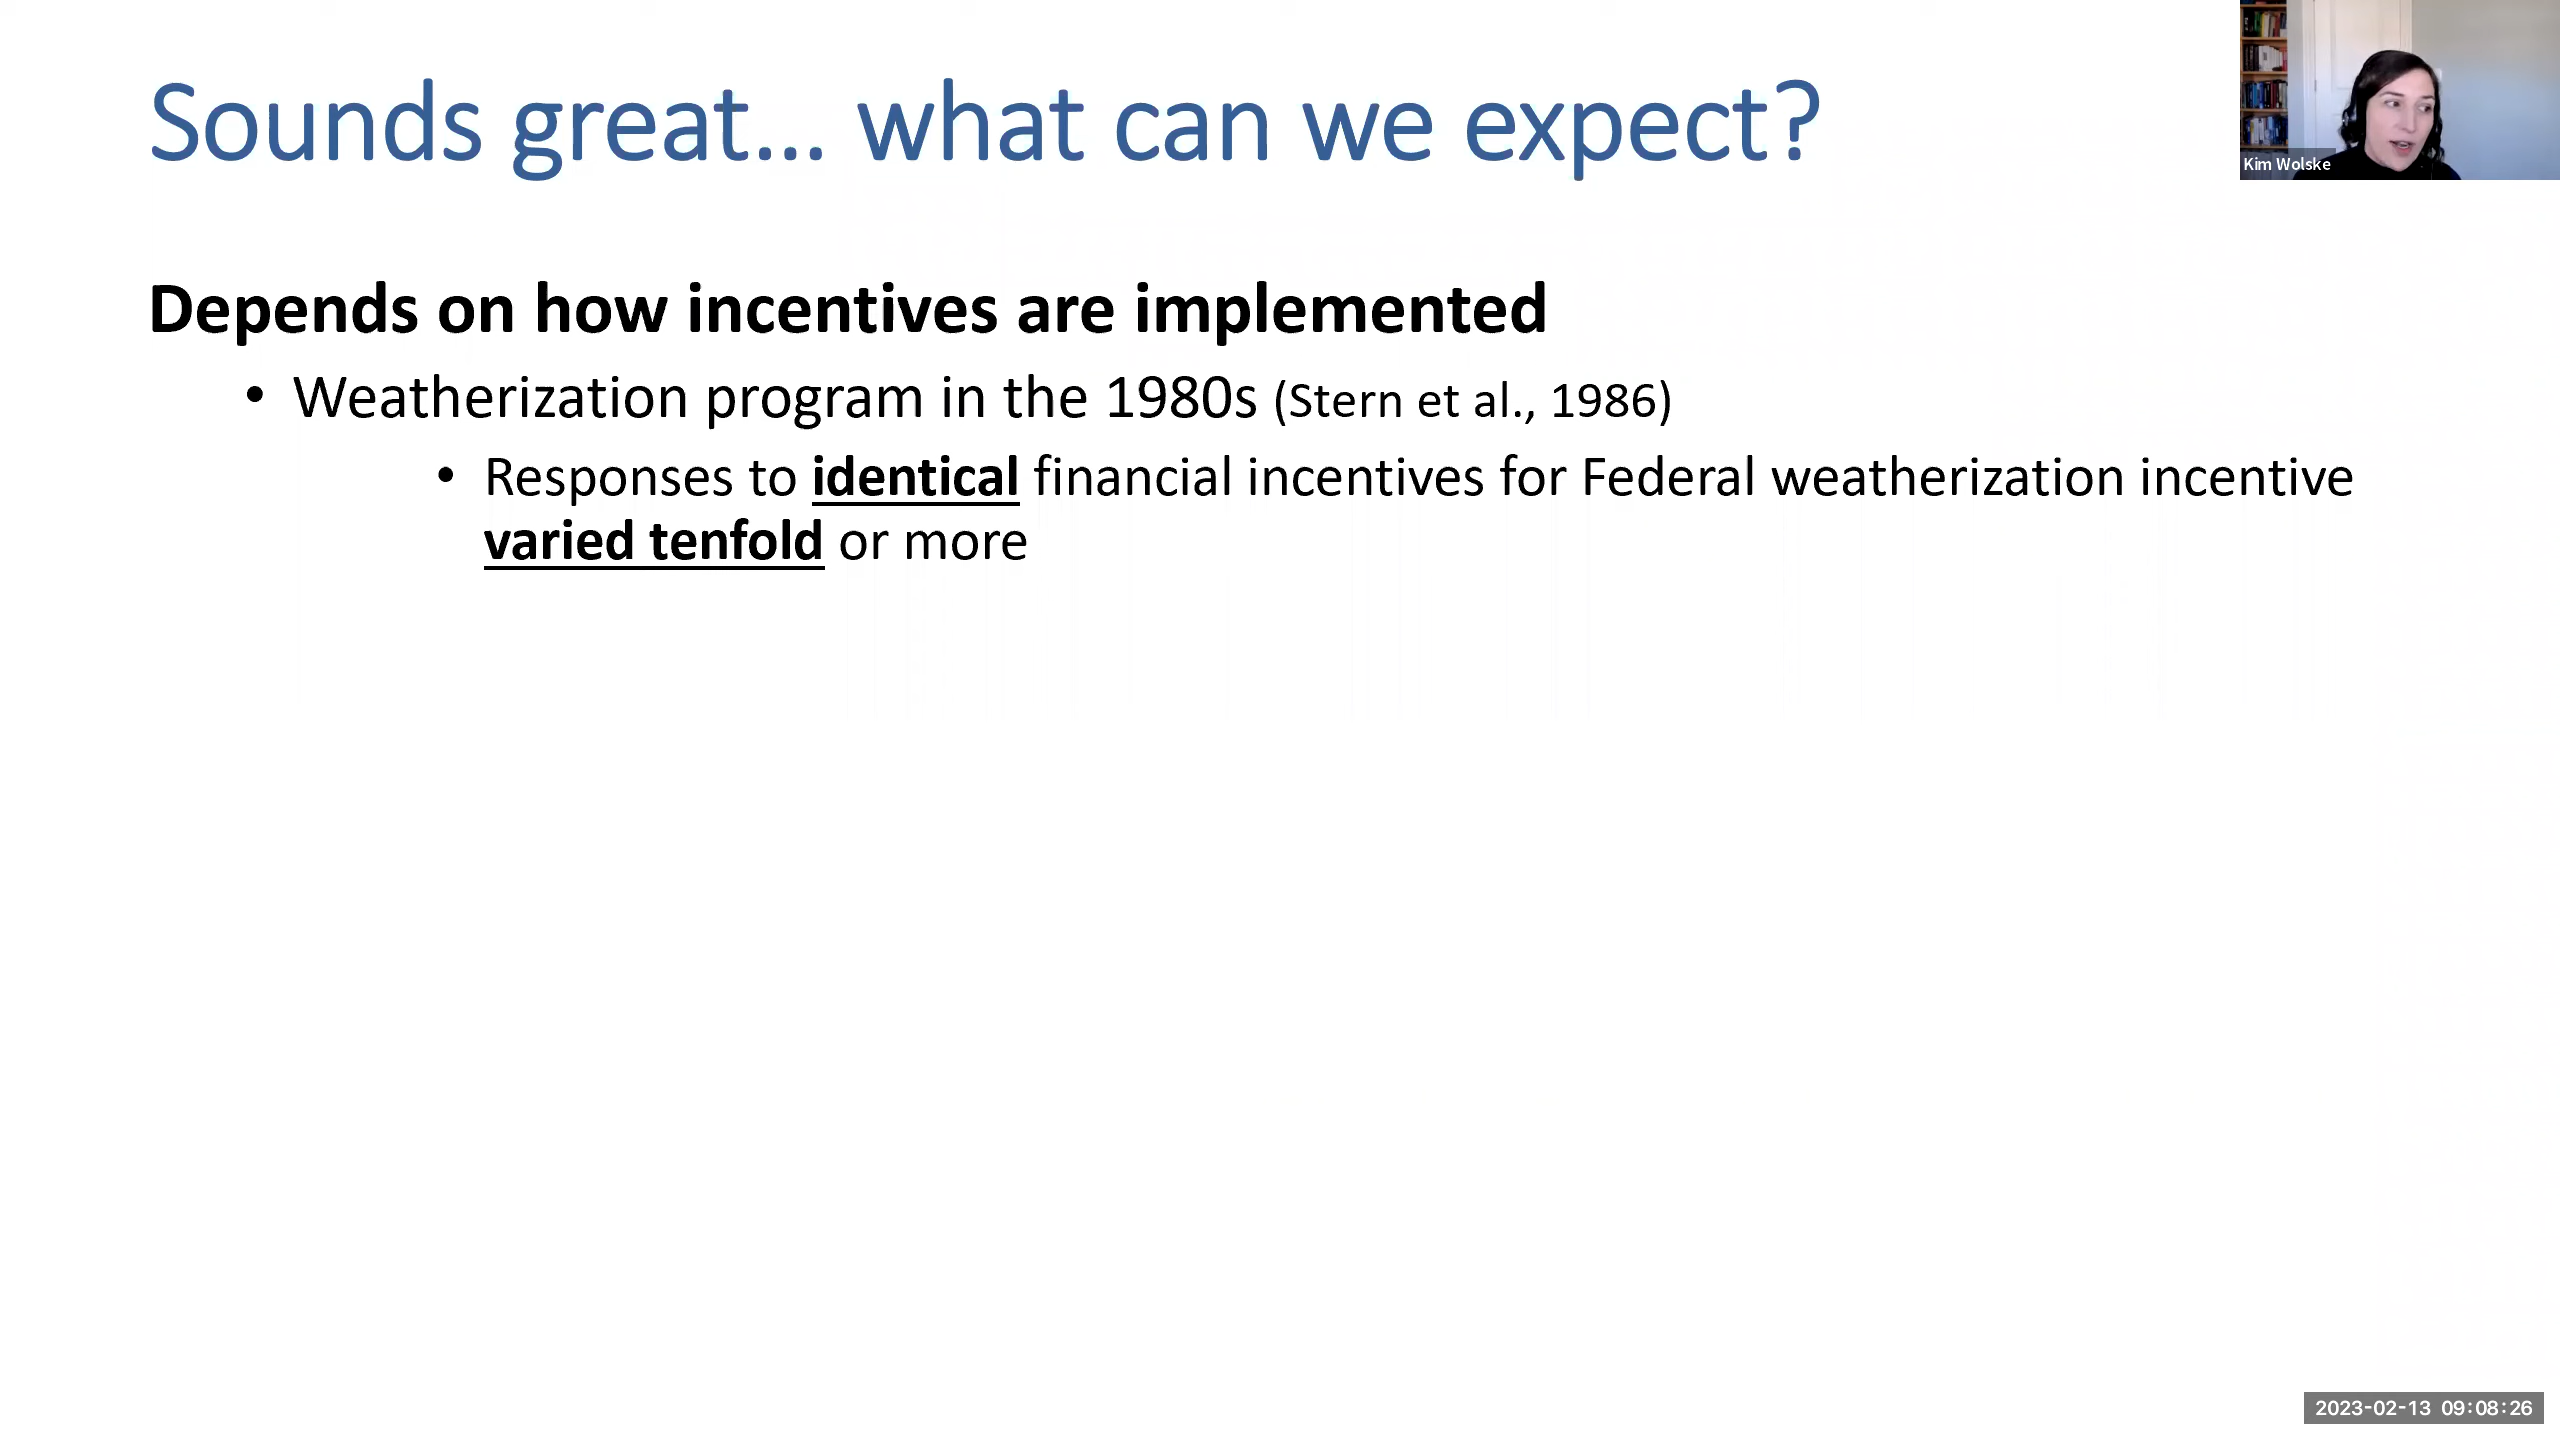 Sounds great... what can we expect?
Kim Wolske
Depends on how incentives are implemented
• Weatherization program in the 1980s (Stern et al., 1986)
• Responses to identical financial incentives for Federal weatherization incentive
varied tenfold or more
2023-02-13 09:08:26